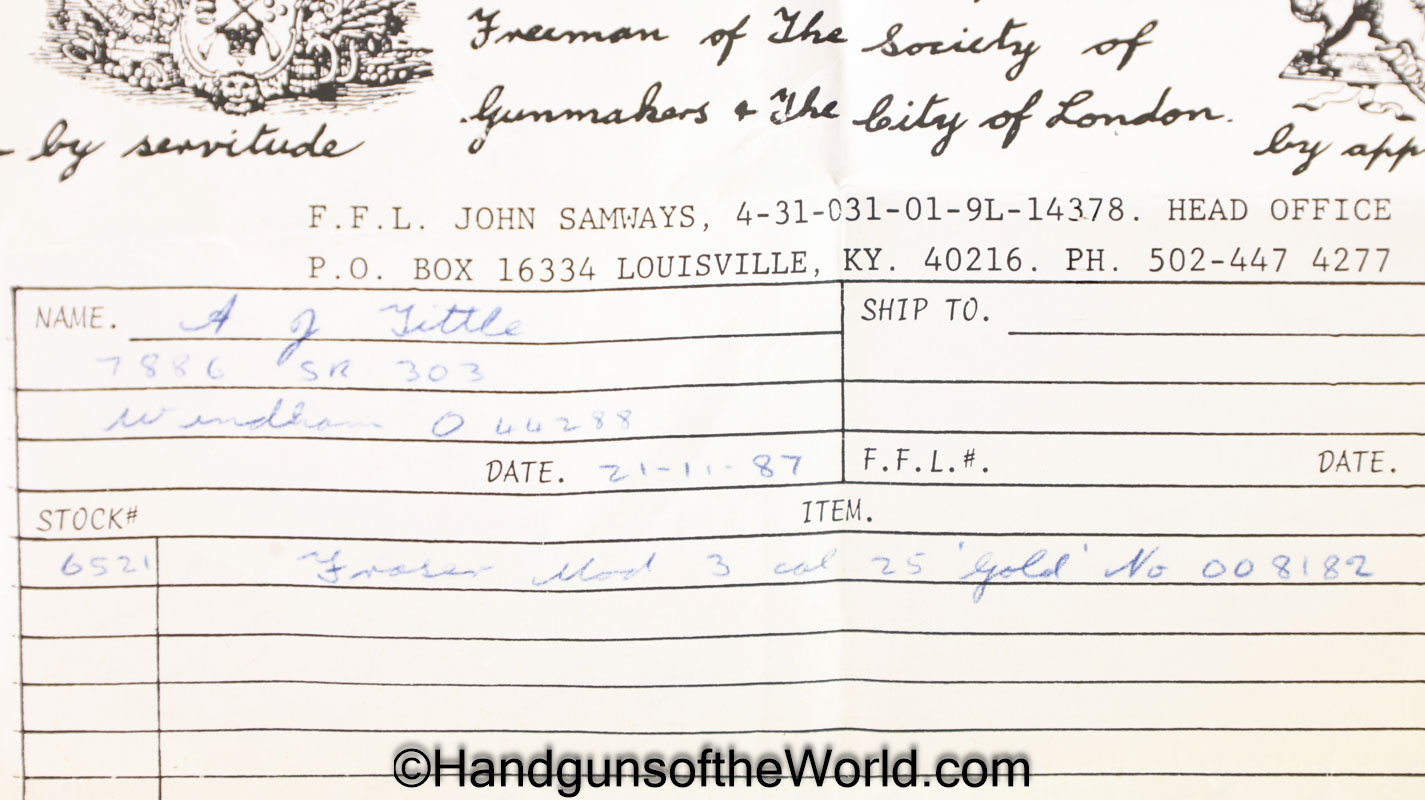 Freeman of The Society of
Gunmakers + The City of London.
by servitude
by app
F.F.L. JOHN SAMWAYS, 4-31-031-01-9L-14378. HEAD OFFICE
P.O. BOX 16334 LOUISVILLE, KY. 40216. PH. 502-447 4277
NAME. A J Tittle
SHIP TO.
7886 SR 303
Windham O 44288
DATE. 21-11-87
F.F.L.#. DATE.
STOCK# ITEM.
6521 Fraser Mod 3 cal 25 'Gold' No 008182
©HandgunsoftheWorld.com